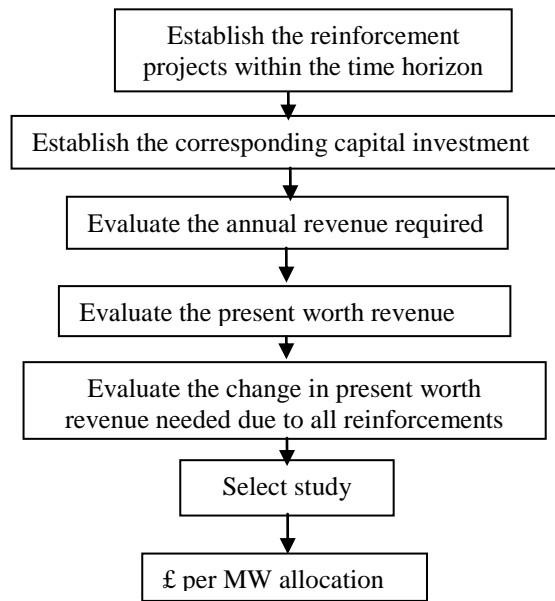 Establish the reinforcement
projects within the time horizon
Establish the corresponding capital investment
Evaluate the annual revenue required
Evaluate the present worth revenue
Evaluate the change in present worth
revenue needed due to all reinforcements
Select study
£ per MW allocation